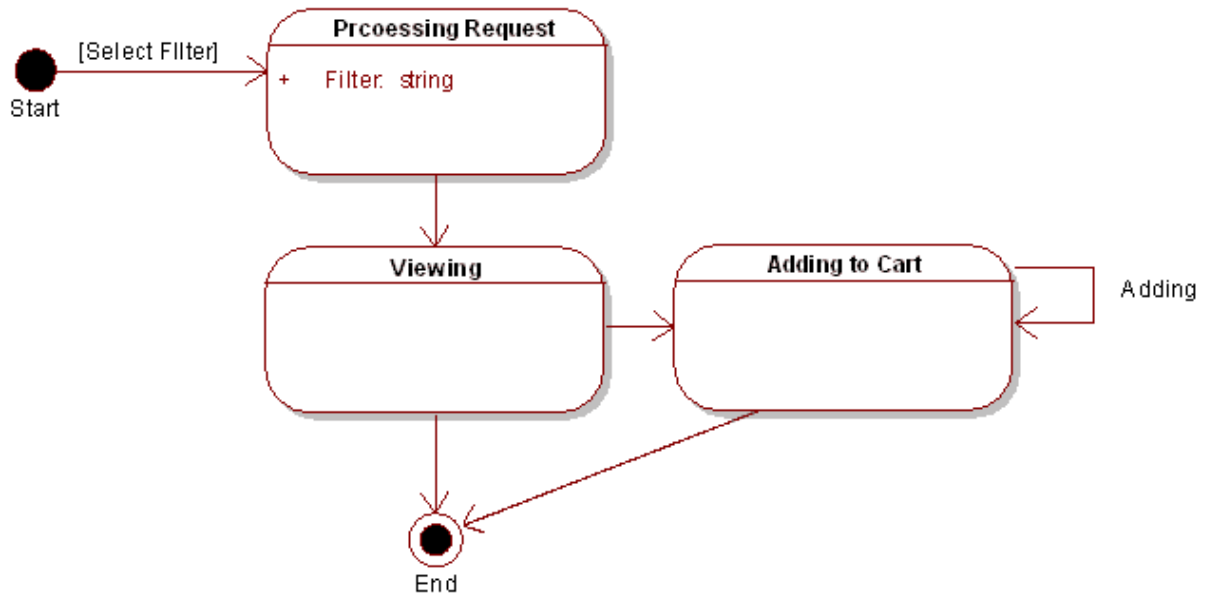 Prcoessing Request
[Select FIlter]
+ Filter: string
Start
Viewing
Adding to Cart
Adding
End